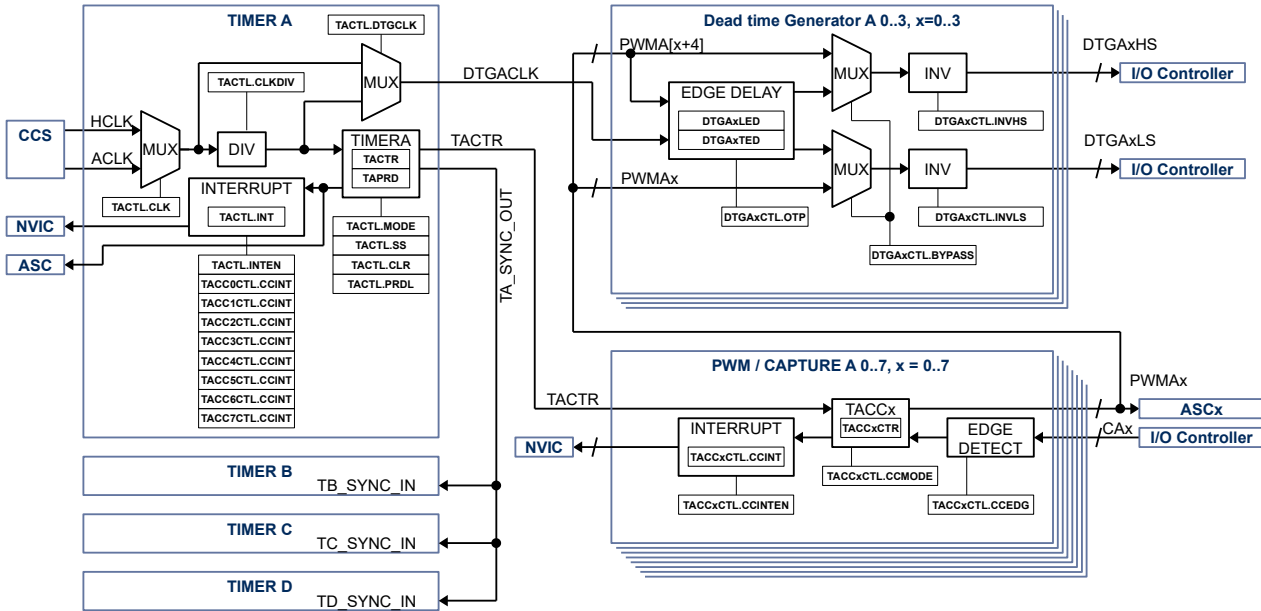 TIMER A
TACTL.DTGCLK
MUX
TACTL.CLKDIV
CCS
HCLK
ACLK
MUX
DIV
TACTL.CLK
TIMERA
TACTR
TAPRD
INTERRUPT
TACTL.INT
NVIC
ASC
TACTL.MODE
TACTL.SS
TACTL.CLR
TACTL.PRDL
TACTL.INTEN
TACC0CTL.CCINT
TACC1CTL.CCINT
TACC2CTL.CCINT
TACC3CTL.CCINT
TACC4CTL.CCINT
TACC5CTL.CCINT
TACC6CTL.CCINT
TACC7CTL.CCINT
DTGACLK
TACTR
TA_SYNC_OUT
TIMER B
TB_SYNC_IN
TIMER C
TC_SYNC_IN
TIMER D
TD_SYNC_IN
Dead time Generator A 0..3, x=0..3
PWMA[x+4]
EDGE DELAY
DTGAxLED
DTGAxTED
DTGAxCTL.OTP
PWMAx
MUX
INV
DTGAxCTL.INVHS
MUX
INV
DTGAxCTL.INVLS
DTGAxCTL.BYPASS
DTGAxHS
I/O Controller
DTGAxLS
I/O Controller
PWM / CAPTURE A 0..7, x = 0..7
TACTR
TACCx
TACCxCTR
INTERRUPT
TACCxCTL.CCINT
NVIC
EDGE
DETECT
TACCxCTL.CCMODE
TACCxCTL.CCINTEN
TACCxCTL.CCEDG
PWMAx
ASCx
CAx
I/O Controller